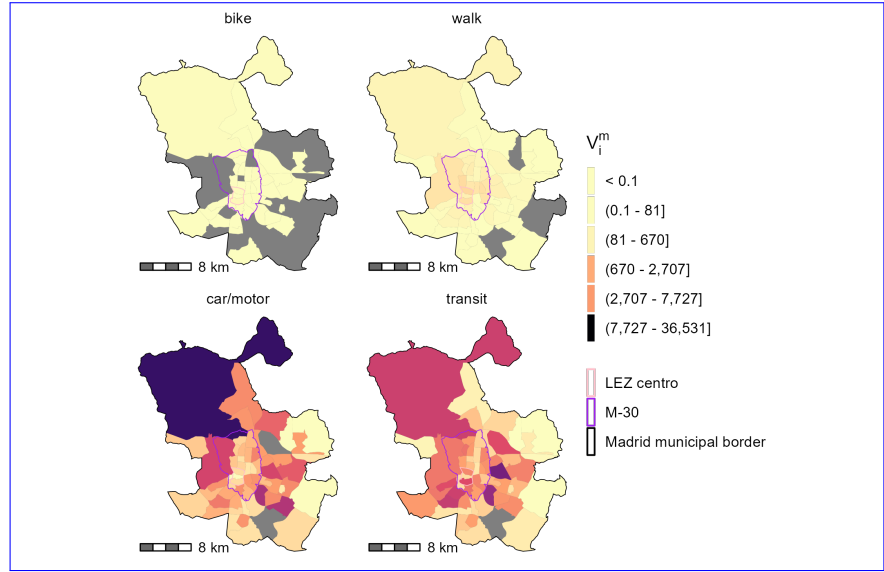 bike
walk
8 km
8 km
car/motor
transit
8 km
8 km
V_i^m
< 0.1
(0.1 - 81]
(81 - 670]
(670 - 2,707]
(2,707 - 7,727]
(7,727 - 36,531]
LEZ centro
M-30
Madrid municipal border